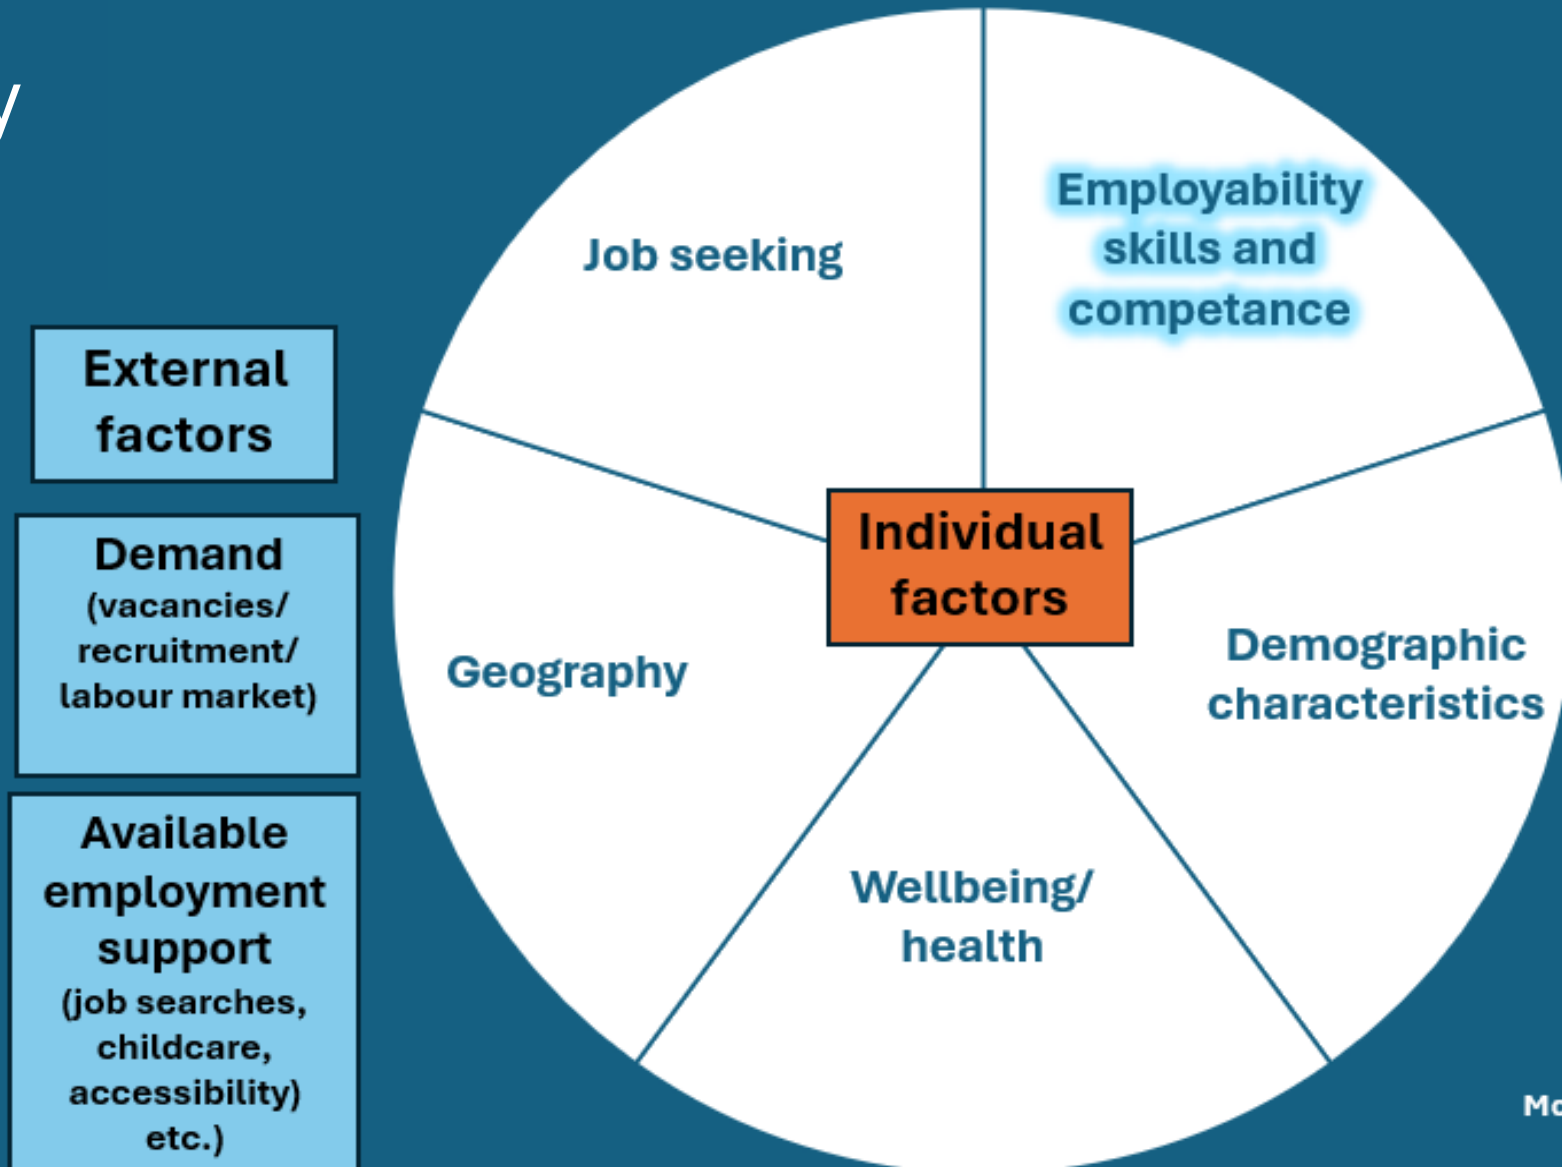 y
External
factors
Demand
(vacancies/
recruitment/
labour market)
Available
employment
support
(job searches,
childcare,
accessibility)
etc.)
Job seeking
Employability
skills and
competance
Individual
factors
Geography
Demographic
characteristics
Wellbeing/
health